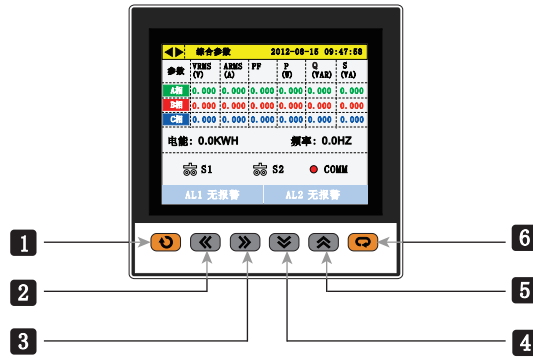 綜合参数 2012-08-15 09:47:58
参数 VRMS (V) ARMS (A) PF P (W) Q (VAR) S (VA)
A相 0.000 0.000 0.000 0.000 0.000 0.000
B相 0.000 0.000 0.000 0.000 0.000 0.000
C相 0.000 0.000 0.000 0.000 0.000 0.000
电能: 0.0KWH 频率: 0.0HZ
S1 S2 COMM
AL1 无报警 AL2 无报警
1 6
2 5
3 4